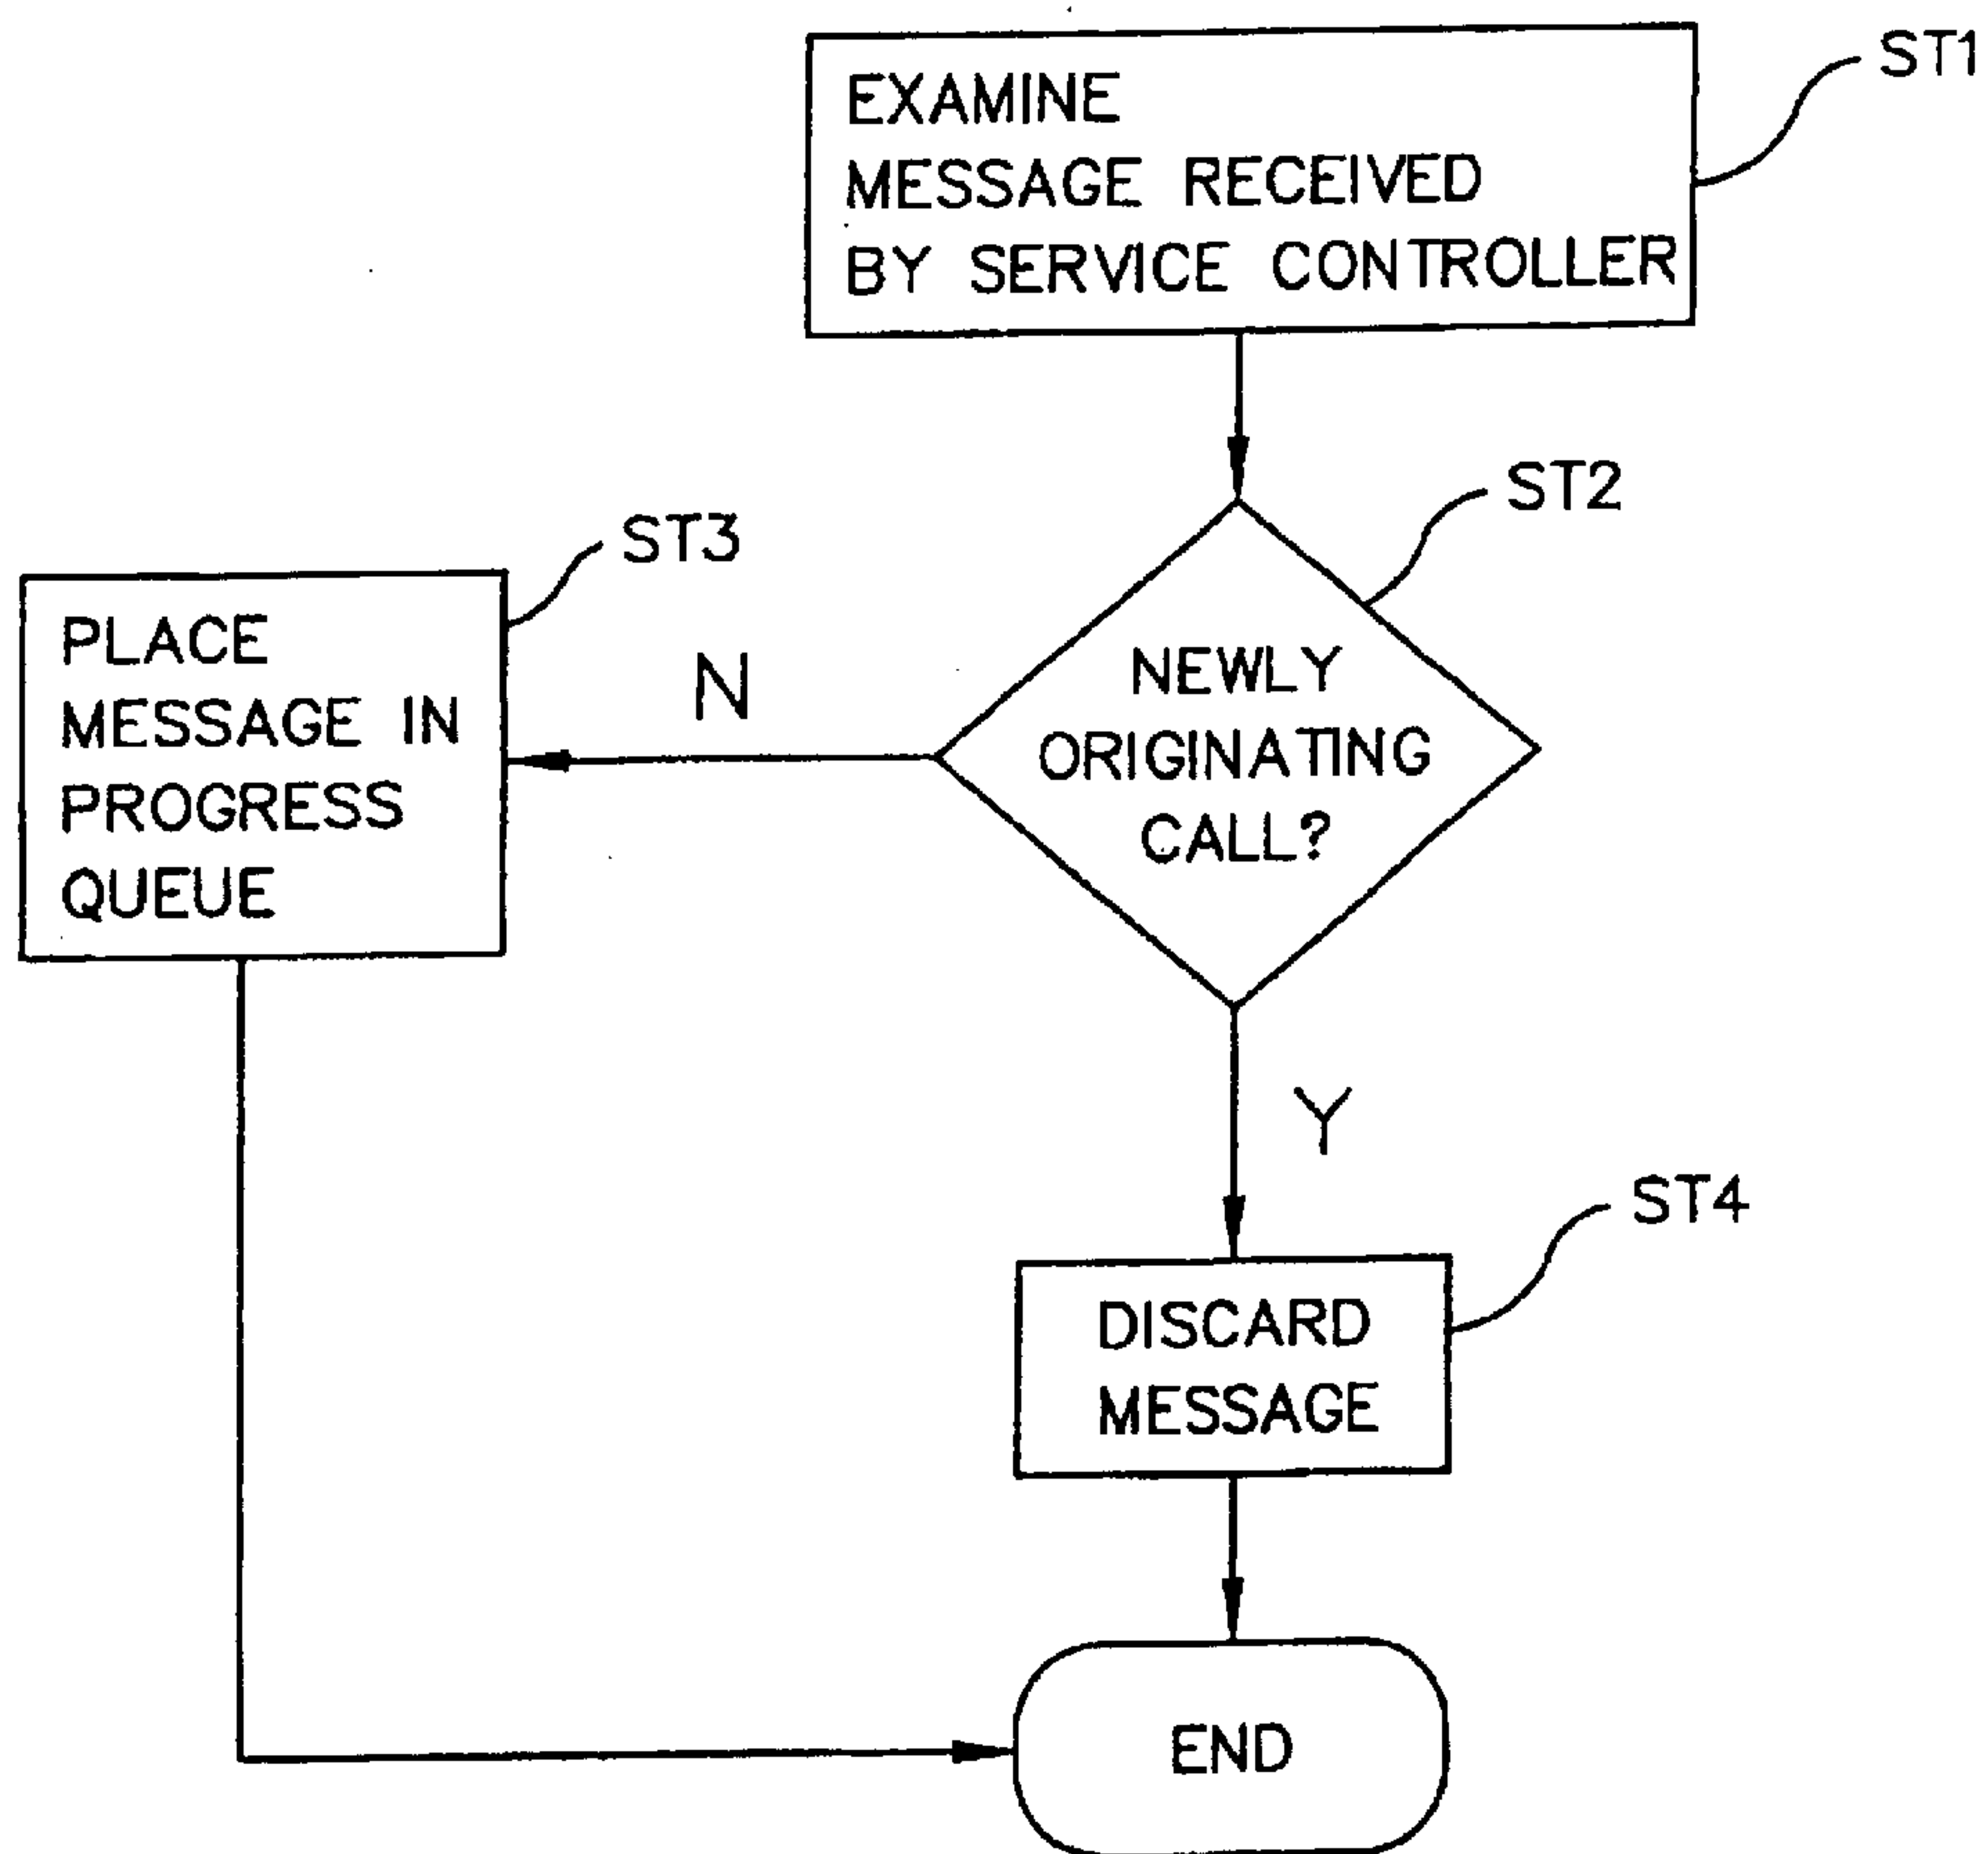 EXAMINE
MESSAGE RECEIVED
BY SERVICE CONTROLLER
ST1
ST2
NEWLY
ORIGINATING
CALL?
ST3
PLACE
MESSAGE IN
PROGRESS
QUEUE
N
Y
ST4
DISCARD
MESSAGE
END